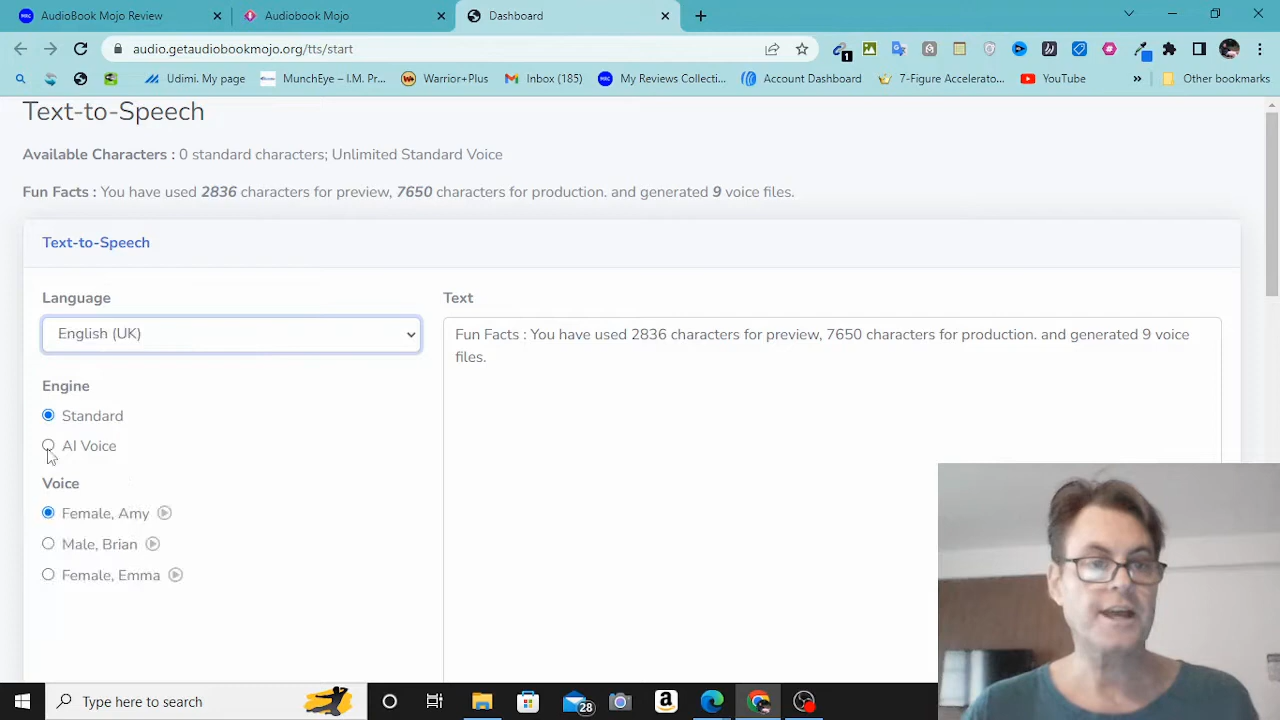 AudioBook Mojo Review
Audiobook Mojo
Dashboard
audio.getaudiobookmojo.org/tts/start
1
Udimi. My page
MunchEye – I.M. Pr...
Warrior+Plus
Inbox (185)
My Reviews Collecti...
Account Dashboard
7-Figure Accelerato...
YouTube
Other bookmarks
Text-to-Speech
Available Characters : 0 standard characters; Unlimited Standard Voice
Fun Facts : You have used 2836 characters for preview, 7650 characters for production. and generated 9 voice files.
Text-to-Speech
Language
Text
English (UK)
Fun Facts : You have used 2836 characters for preview, 7650 characters for production. and generated 9 voice
files.
Engine
Standard
AI Voice
Voice
Female, Amy
Male, Brian
Female, Emma
Type here to search
28